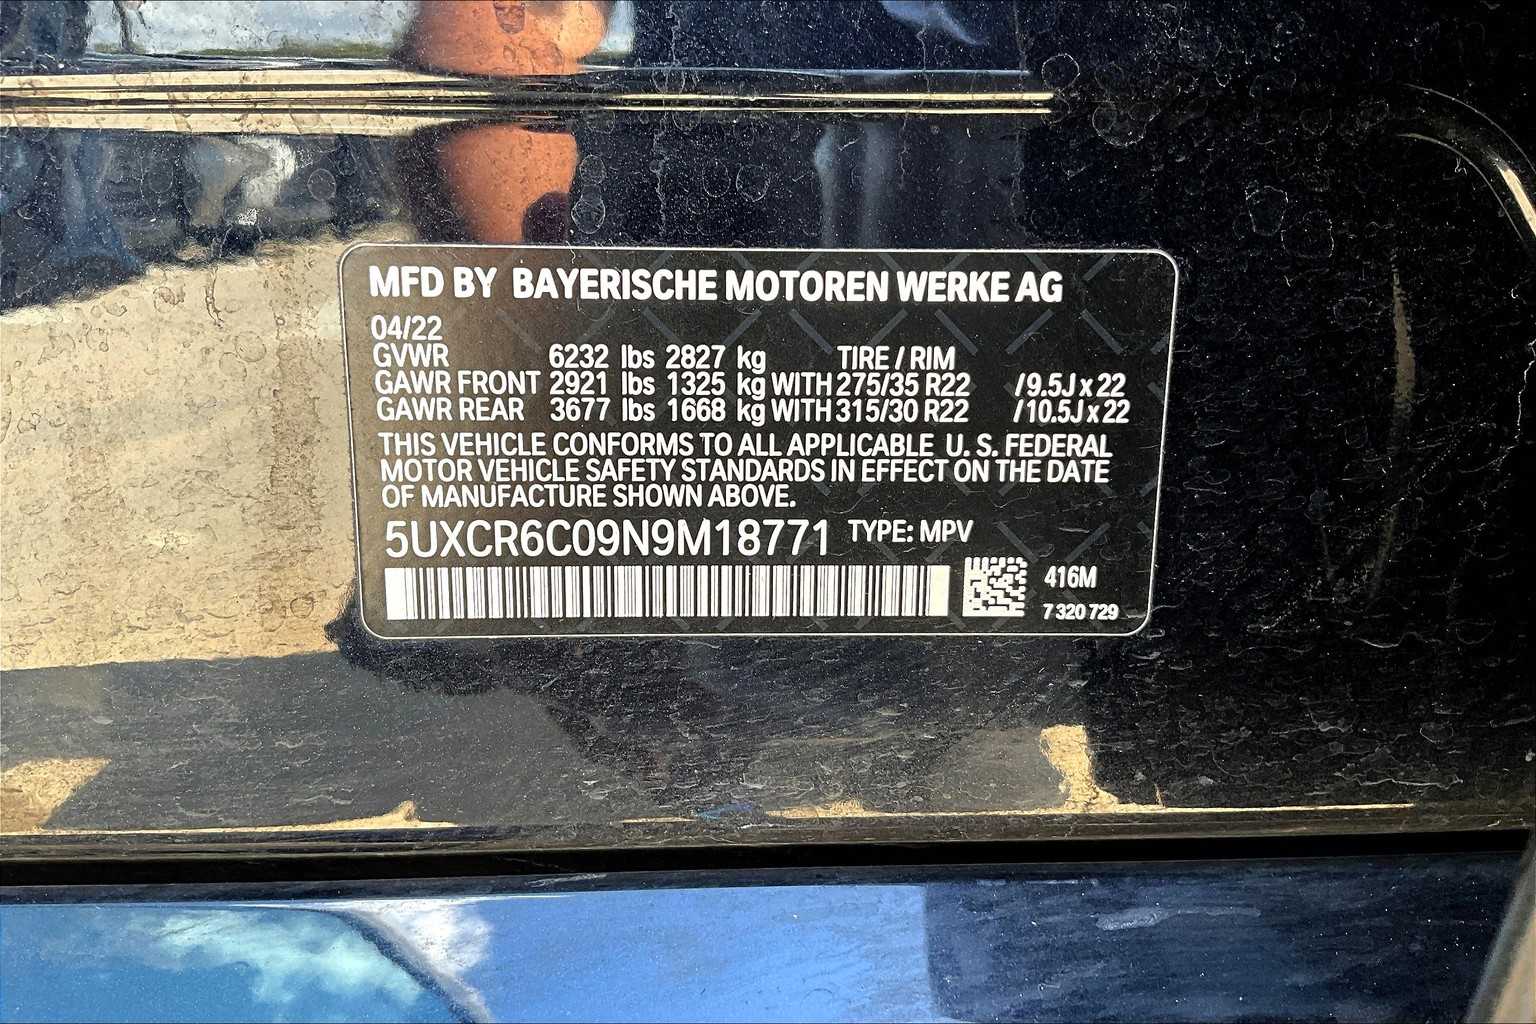 MFD BY BAYERISCHE MOTOREN WERKE AG
04/22
GVWR 6232 lbs 2827 kg TIRE / RIM
GAWR FRONT 2921 lbs 1325 kg WITH 275/35 R22 / 9.5J x 22
GAWR REAR 3677 lbs 1668 kg WITH 315/30 R22 / 10.5J x 22
THIS VEHICLE CONFORMS TO ALL APPLICABLE U. S. FEDERAL
MOTOR VEHICLE SAFETY STANDARDS IN EFFECT ON THE DATE
OF MANUFACTURE SHOWN ABOVE.
5UXCR6C09N9M18771 TYPE: MPV
416M
7 320 729